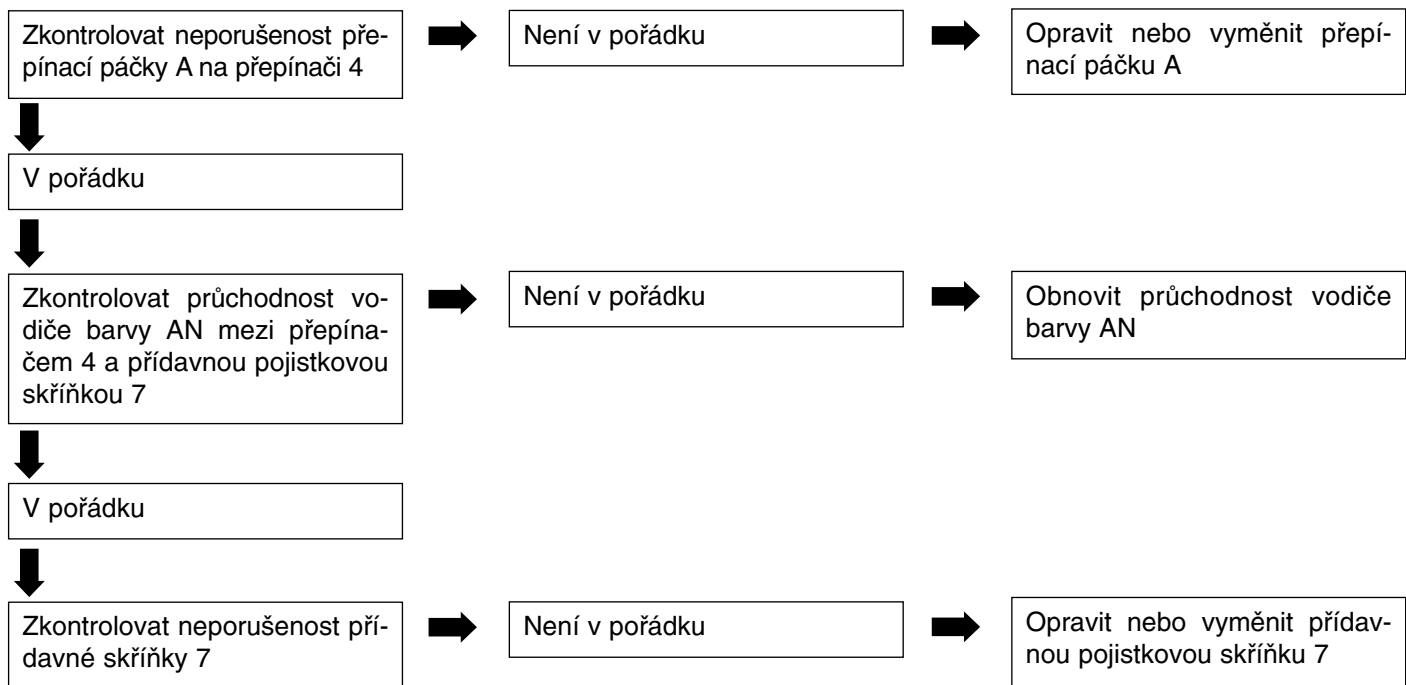 Zkontrolovat neporušenost pře-
pínací páčky A na přepínači 4
Není v pořádku
Opravit nebo vyměnit přepí-
nací páčku A
V pořádku
Zkontrolovat průchodnost vo-
diče barvy AN mezi přepína-
čem 4 a přídavnou pojistkovou
skříňkou 7
Není v pořádku
Obnovit průchodnost vodiče
barvy AN
V pořádku
Zkontrolovat neporušenost pří-
davné skříňky 7
Není v pořádku
Opravit nebo vyměnit přídav-
nou pojistkovou skříňku 7